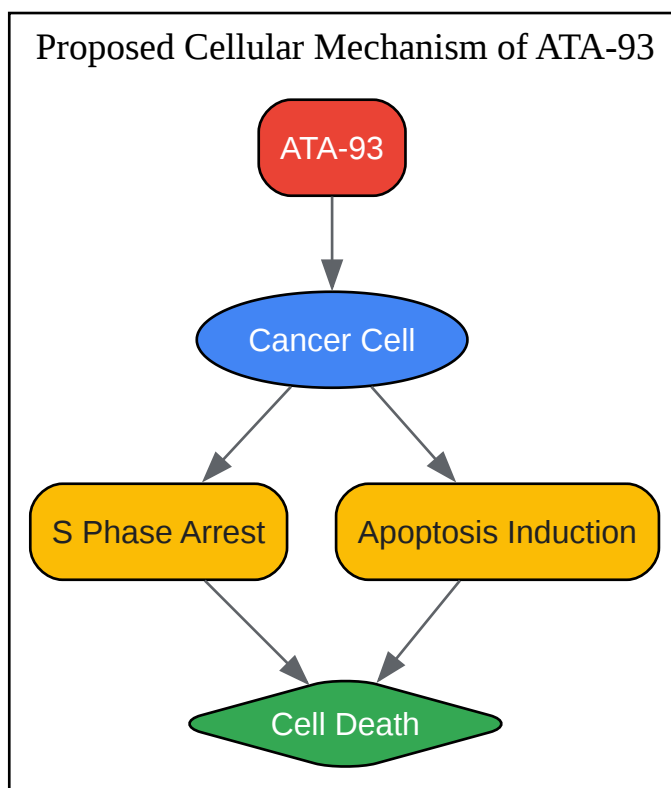 Proposed Cellular Mechanism of ATA-93
ATA-93
Cancer Cell
S Phase Arrest
Apoptosis Induction
Cell Death